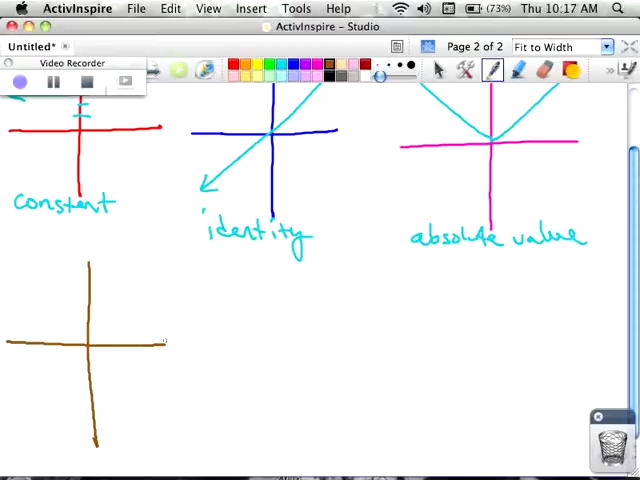 ActivInspire File Edit View Insert Tools Help (73%) Thu 10:17 AM
ActivInspire - Studio
Untitled* Page 2 of 2 Fit to Width
Video Recorder
constant
identity
absolute value